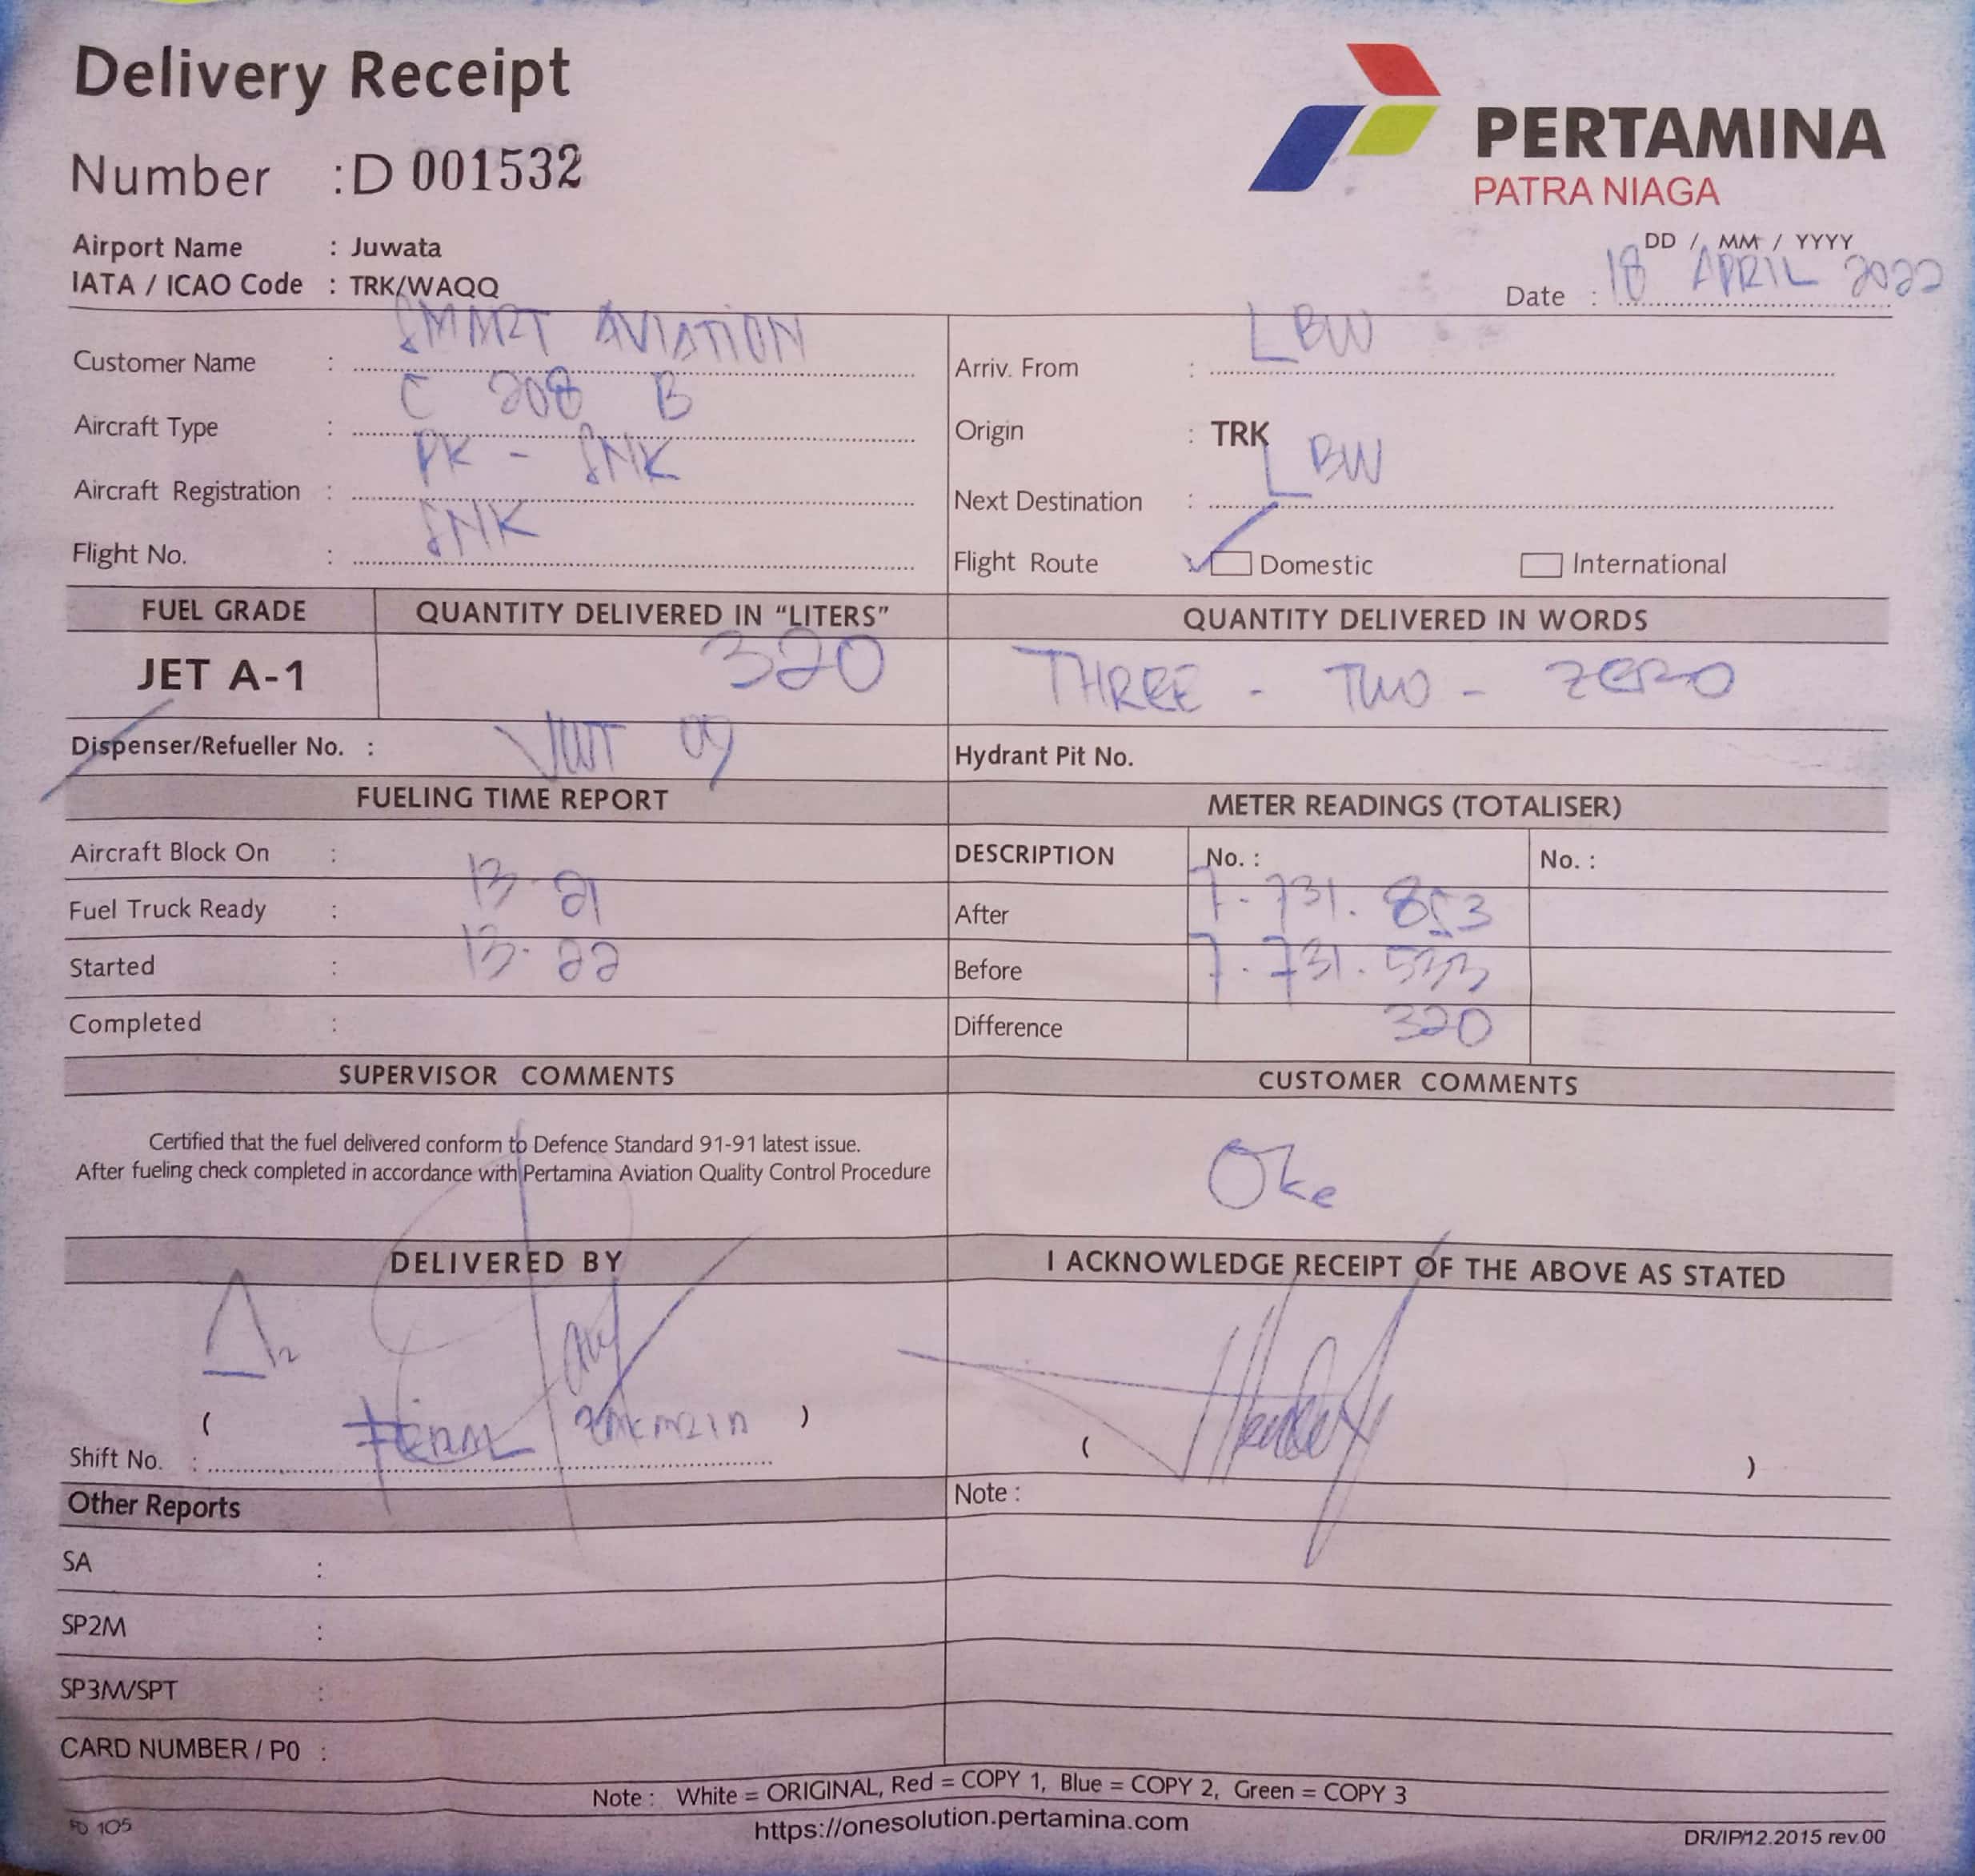 Delivery Receipt
PERTAMINA
PATRA NIAGA
Number : D 001532
Airport Name : Juwata
DD / MM / YYYY
IATA / ICAO Code : TRK/WAQQ
Date : 18 APRIL 2022
Customer Name : SMART AVIATION
Arriv. From : LBW
Aircraft Type : C 208 B
Origin : TRK
Aircraft Registration : PK - SNK
Next Destination : LBW
Flight No. : SNK
Flight Route Domestic International
FUEL GRADE QUANTITY DELIVERED IN "LITERS" QUANTITY DELIVERED IN WORDS
JET A-1 320 THREE - TWO - ZERO
Dispenser/Refueller No. : JWT 09
Hydrant Pit No.
FUELING TIME REPORT METER READINGS (TOTALISER)
Aircraft Block On :
DESCRIPTION No. : No. :
Fuel Truck Ready : 13-21
After 7.731.853
Started : 13.22
Before 7.731.533
Completed :
Difference 320
SUPERVISOR COMMENTS CUSTOMER COMMENTS
Certified that the fuel delivered conform to Defence Standard 91-91 latest issue.
After fueling check completed in accordance with Pertamina Aviation Quality Control Procedure
Oke
DELIVERED BY I ACKNOWLEDGE RECEIPT OF THE ABOVE AS STATED
( )
( )
Shift No. :
Other Reports Note :
SA :
SP2M :
SP3M/SPT :
CARD NUMBER / PO :
Note : White = ORIGINAL, Red = COPY 1, Blue = COPY 2, Green = COPY 3
https://onesolution.pertamina.com
FD 105
DR/IP/12.2015 rev.00